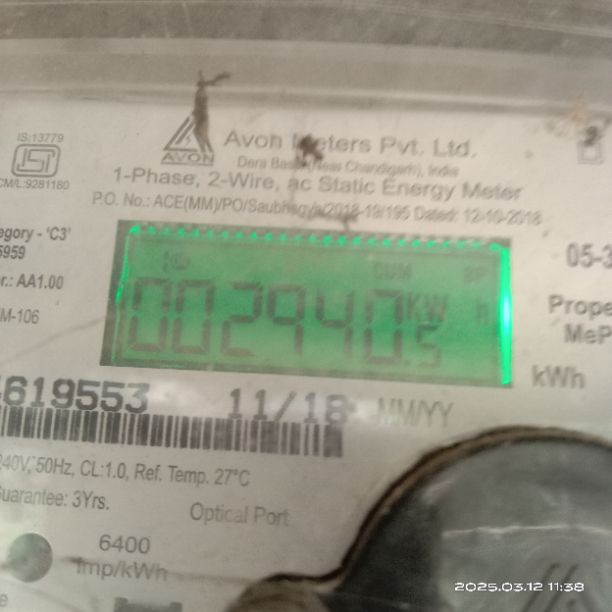 IS:13779
ISI
CM/L:9281180
AVON
Avon Meters Pvt. Ltd.
Dera Bassi (Near Chandigarh), India
1-Phase, 2-Wire, ac Static Energy Meter
P.O. No.: ACE(MM)/PO/Saubhagya/2018-19/195 Dated: 12-10-2018
egory - 'C3'
5959
r.: AA1.00
M-106
CUM
002940.5
KW h
05-3
Prope
MeP
kWh
619553
11/18 MM/YY
240V, 50Hz, CL:1.0, Ref. Temp. 27°C
Guarantee: 3Yrs.
Optical Port
6400
imp/kWh
2025.03.12 11:38